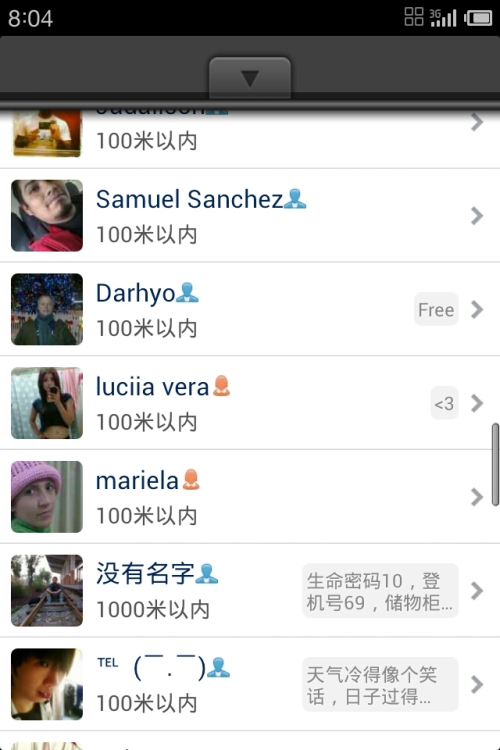 8:04
3G
100米以内
Samuel Sanchez
100米以内
Darhyo
100米以内
Free
luciia vera
100米以内
<3
mariela
100米以内
没有名字
1000米以内
生命密码10，登
机号69，储物柜...
℡ (￣.￣)
100米以内
天气冷得像个笑
话，日子过得...